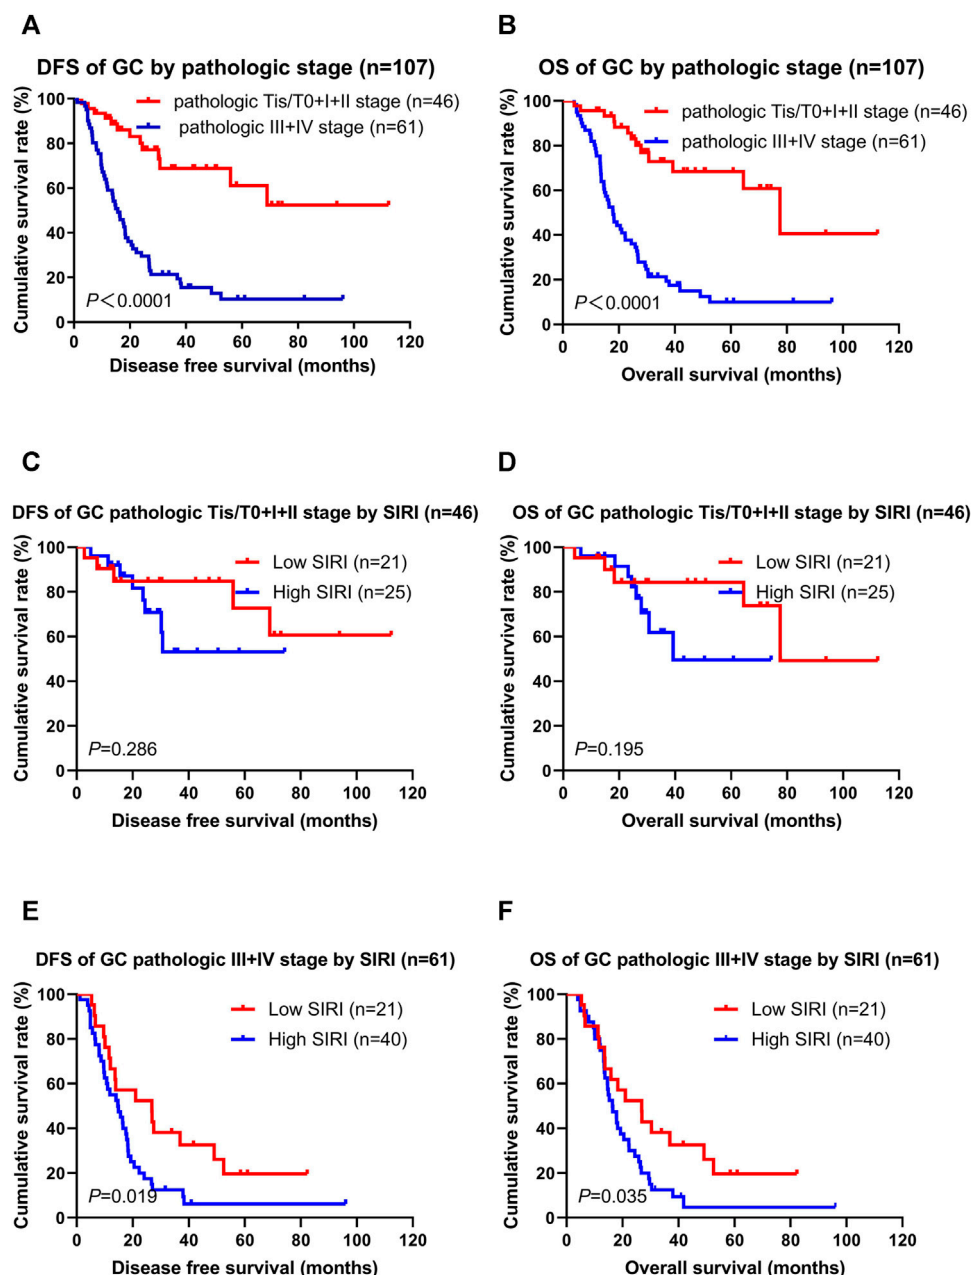 A
DFS of GC by pathologic stage (n=107)
pathologic Tis/T0+I+II stage (n=46)
pathologic III+IV stage (n=61)
Cumulative survival rate (%)
100
80
60
40
20
0
P<0.0001
0 20 40 60 80 100 120
Disease free survival (months)
B
OS of GC by pathologic stage (n=107)
pathologic Tis/T0+I+II stage (n=46)
pathologic III+IV stage (n=61)
Cumulative survival rate (%)
100
80
60
40
20
0
P<0.0001
0 20 40 60 80 100 120
Overall survival (months)
C
DFS of GC pathologic Tis/T0+I+II stage by SIRI (n=46)
Low SIRI (n=21)
High SIRI (n=25)
Cumulative survival rate (%)
100
80
60
40
20
0
P=0.286
0 20 40 60 80 100 120
Disease free survival (months)
D
OS of GC pathologic Tis/T0+I+II stage by SIRI (n=46)
Low SIRI (n=21)
High SIRI (n=25)
Cumulative survival rate (%)
100
80
60
40
20
0
P=0.195
0 20 40 60 80 100 120
Overall survival (months)
E
DFS of GC pathologic III+IV stage by SIRI (n=61)
Low SIRI (n=21)
High SIRI (n=40)
Cumulative survival rate (%)
100
80
60
40
20
0
P=0.019
0 20 40 60 80 100 120
Disease free survival (months)
F
OS of GC pathologic III+IV stage by SIRI (n=61)
Low SIRI (n=21)
High SIRI (n=40)
Cumulative survival rate (%)
100
80
60
40
20
0
P=0.035
0 20 40 60 80 100 120
Overall survival (months)